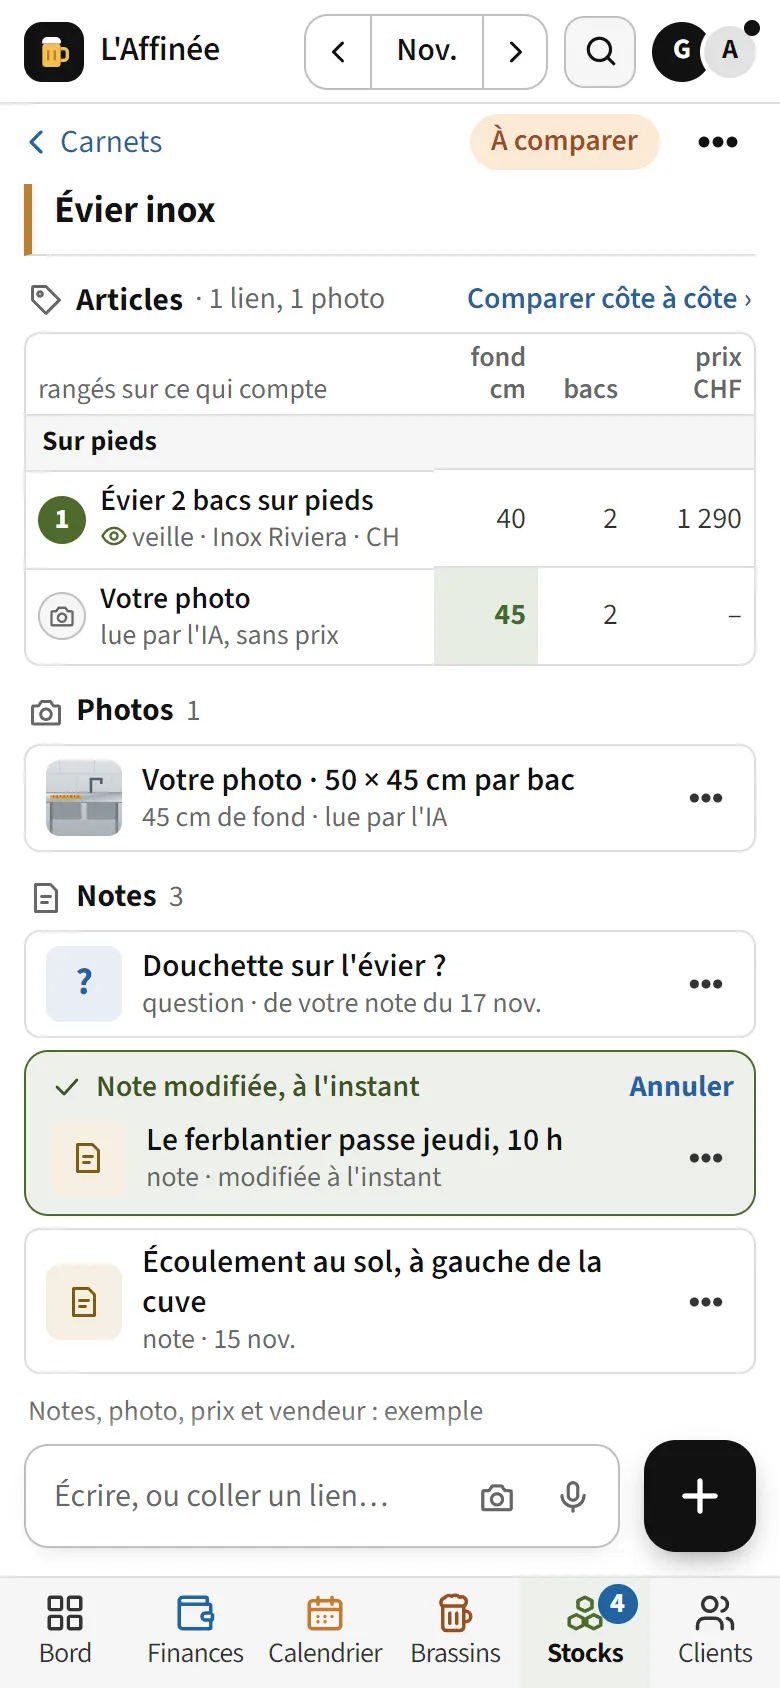 L'Affinée
Nov.
G
A
Carnets
À comparer
Évier inox
Articles · 1 lien, 1 photo
Comparer côte à côte ›
rangés sur ce qui compte
fond cm
bacs
prix CHF
Sur pieds
1
Évier 2 bacs sur pieds
veille · Inox Riviera · CH
40
2
1 290
Votre photo
lue par l'IA, sans prix
45
2
–
Photos 1
Votre photo · 50 × 45 cm par bac
45 cm de fond · lue par l'IA
Notes 3
?
Douchette sur l'évier ?
question · de votre note du 17 nov.
Note modifiée, à l'instant
Annuler
Le ferblantier passe jeudi, 10 h
note · modifiée à l'instant
Écoulement au sol, à gauche de la
cuve
note · 15 nov.
Notes, photo, prix et vendeur : exemple
Écrire, ou coller un lien…
Bord
Finances
Calendrier
Brassins
4
Stocks
Clients